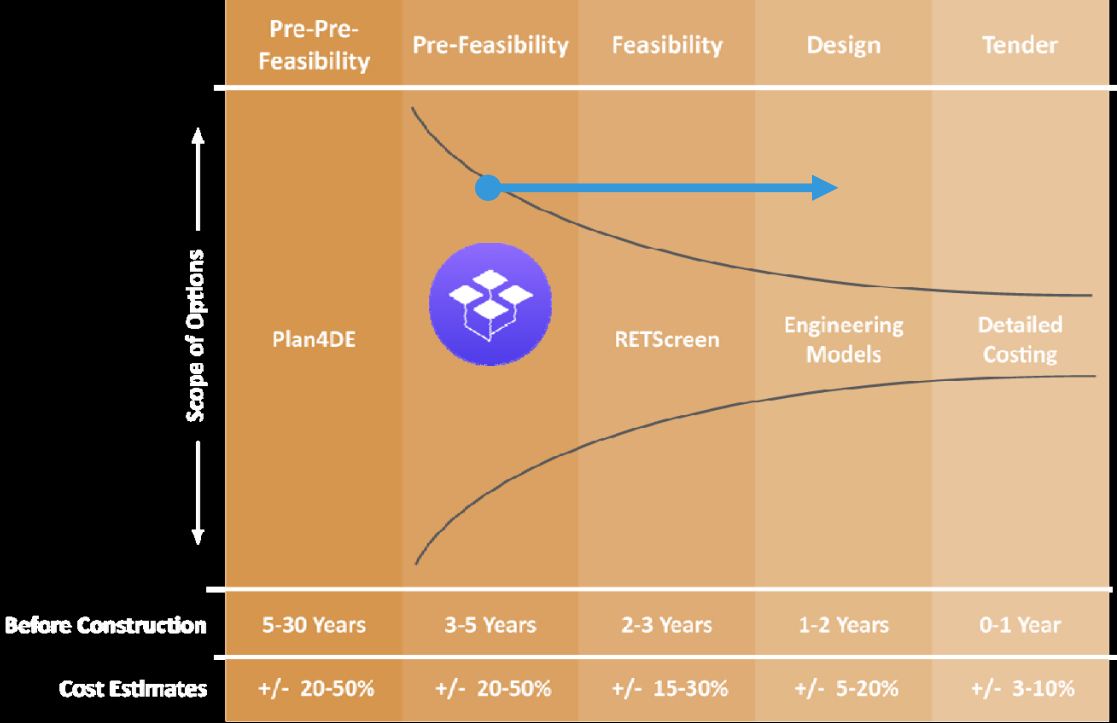 Pre-Pre-
Feasibility
Pre-Feasibility
Feasibility
Design
Tender
Scope of Options
Plan4DE
RETScreen
Engineering
Models
Detailed
Costing
Before Construction
5-30 Years
3-5 Years
2-3 Years
1-2 Years
0-1 Year
Cost Estimates
+/- 20-50%
+/- 20-50%
+/- 15-30%
+/- 5-20%
+/- 3-10%